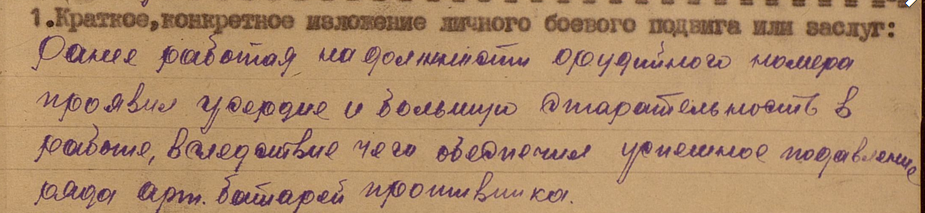 1.Краткое,конкретное изложение личного боевого подвига или заслуг:
Ранее работая на должности орудийного номера
проявил усердие и большую старательность в
работе, вследствие чего обеспечил успешное подавление
ряда арт. батарей противника.